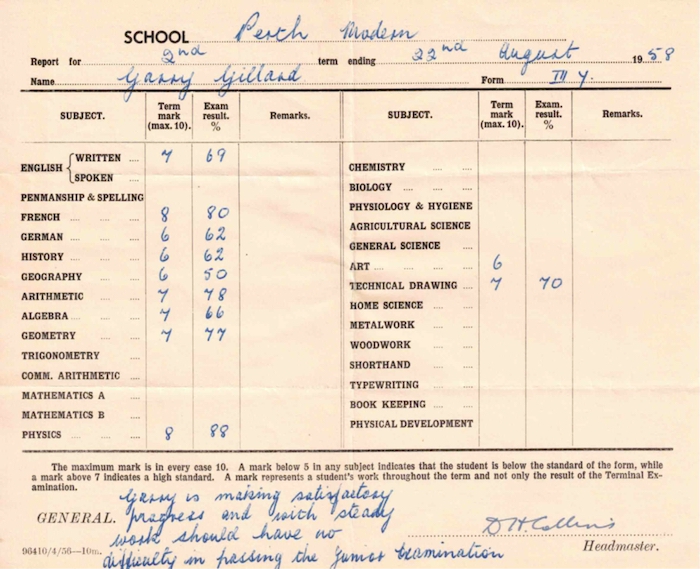 SCHOOL Perth Modern
Report for 2nd term ending 22nd August 1958
Name Garry Gillard Form III Y.
SUBJECT. Term mark (max. 10). Exam result. % Remarks. SUBJECT. Term mark (max. 10). Exam. result. % Remarks.
ENGLISH { WRITTEN 7 69
SPOKEN
PENMANSHIP & SPELLING
FRENCH 8 80
GERMAN 6 62
HISTORY 6 62
GEOGRAPHY 6 50
ARITHMETIC 7 78
ALGEBRA 7 66
GEOMETRY 7 77
TRIGONOMETRY
COMM. ARITHMETIC
MATHEMATICS A
MATHEMATICS B
PHYSICS 8 88
CHEMISTRY
BIOLOGY
PHYSIOLOGY & HYGIENE
AGRICULTURAL SCIENCE
GENERAL SCIENCE
ART 6
TECHNICAL DRAWING 7 70
HOME SCIENCE
METALWORK
WOODWORK
SHORTHAND
TYPEWRITING
BOOK KEEPING
PHYSICAL DEVELOPMENT
The maximum mark is in every case 10. A mark below 5 in any subject indicates that the student is below the standard of the form, while
a mark above 7 indicates a high standard. A mark represents a student's work throughout the term and not only the result of the Terminal Ex-
amination.
GENERAL. Garry is making satisfactory
progress and with steady
work should have no
difficulty in passing the Junior Examination
D H Collins
Headmaster.
96410/4/56—10m.